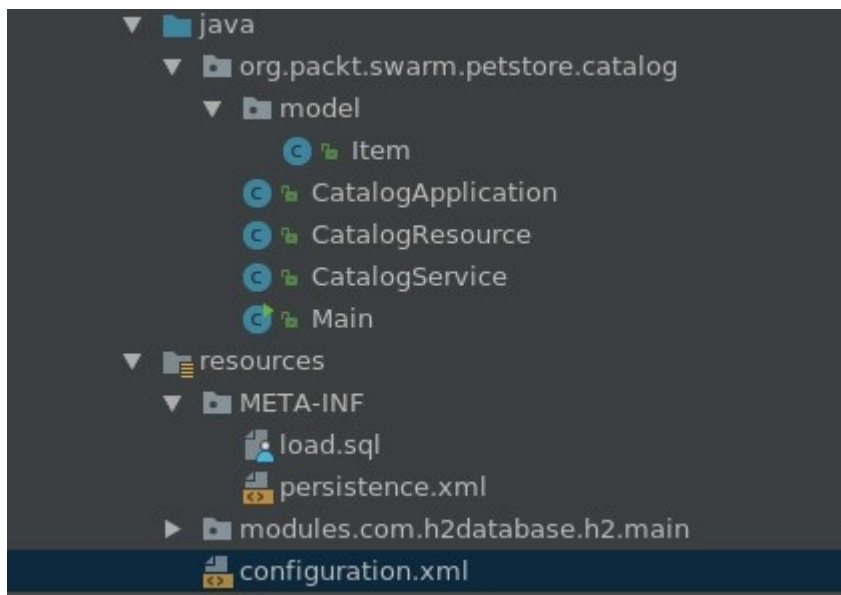 java
org.packt.swarm.petstore.catalog
model
Item
CatalogApplication
CatalogResource
CatalogService
Main
resources
META-INF
load.sql
persistence.xml
modules.com.h2database.h2.main
configuration.xml